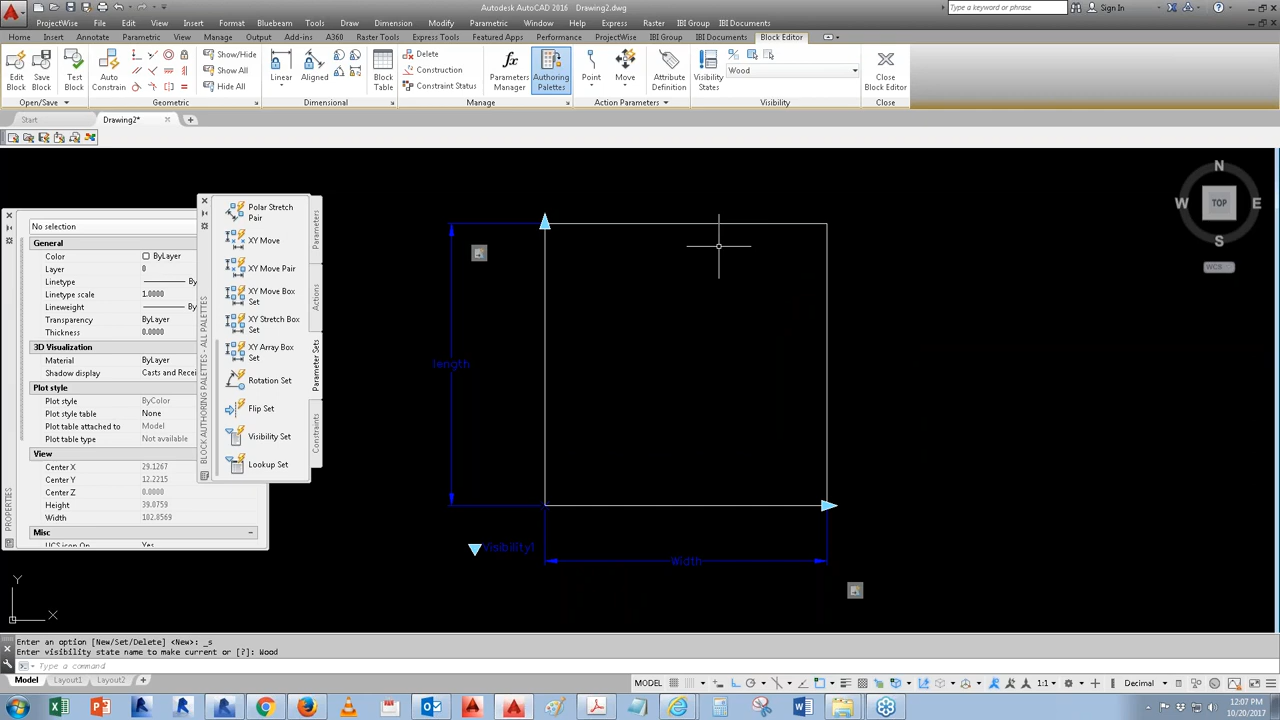 Autodesk AutoCAD 2016   Drawing2.dwg
Type a keyword or phrase
Sign In
File Edit View Insert Format Bluebeam Tools Draw Dimension Modify Parametric Window Help Express Raster IBI Group IBI Documents
Home Insert Annotate Parametric View Manage Output Add-ins A360 Raster Tools Express Tools Featured Apps Performance ProjectWise IBI Group IBI Documents Block Editor
Edit Block
Save Block
Test Block
Auto Constrain
Show/Hide
Show All
Hide All
Linear
Aligned
Block Table
Delete
Construction
Constraint Status
Parameters Manager
Authoring Palettes
Point
Move
Attribute Definition
Visibility States
Wood
Close Block Editor
Open/Save
Geometric
Dimensional
Manage
Action Parameters
Visibility
Close
Start
Drawing2*
No selection
General
Color ByLayer
Layer 0
Linetype By
Linetype scale 1.0000
Lineweight By
Transparency ByLayer
Thickness 0.0000
3D Visualization
Material ByLayer
Shadow display Casts and Recei
Plot style
Plot style ByColor
Plot style table None
Plot table attached to Model
Plot table type Not available
View
Center X 29.1267
Center Y 12.2215
Center Z 0.0000
Height 39.0759
Width 102.8569
Misc
UCS icon On Yes
PROPERTIES
Polar Stretch Pair
XY Move
XY Move Pair
XY Move Box Set
XY Stretch Box Set
XY Array Box Set
Rotation Set
Flip Set
Visibility Set
Lookup Set
Parameters
Actions
Parameter Sets
Constraints
BLOCK AUTHORING PALETTES - ALL PALETTES
length
Visibility1
Width
N
W TOP E
S
WCS
Y
X
Enter an option [New/Set/Delete] <New>: _s
Enter visibility state name to make current or [?]: Wood
Type a command
Model Layout1 Layout2
MODEL
1:1
Decimal
12:07 PM
10/20/2017